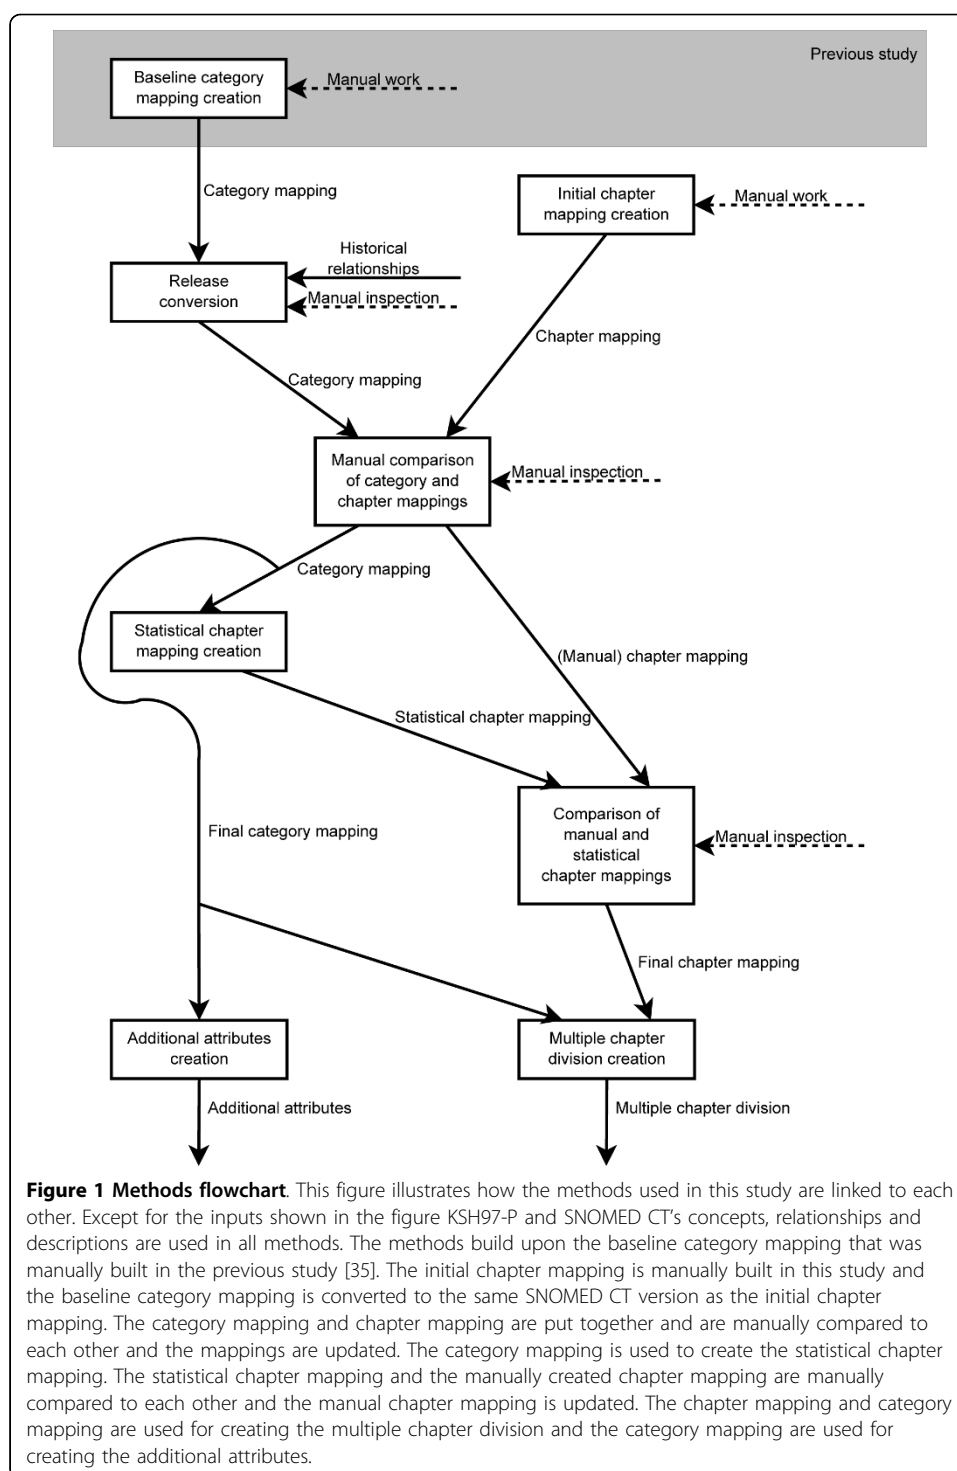 Previous study
Baseline category
mapping creation
Manual work
Category mapping
Initial chapter
mapping creation
Manual work
Historical
relationships
Release
conversion
Manual inspection
Chapter mapping
Category mapping
Manual comparison
of category and
chapter mappings
Manual inspection
Category mapping
Statistical chapter
mapping creation
(Manual) chapter mapping
Statistical chapter mapping
Comparison of
manual and
statistical
chapter mappings
Manual inspection
Final category mapping
Final chapter mapping
Additional attributes
creation
Multiple chapter
division creation
Additional attributes
Multiple chapter division
Figure 1 Methods flowchart. This figure illustrates how the methods used in this study are linked to each
other. Except for the inputs shown in the figure KSH97-P and SNOMED CT's concepts, relationships and
descriptions are used in all methods. The methods build upon the baseline category mapping that was
manually built in the previous study [35]. The initial chapter mapping is manually built in this study and
the baseline category mapping is converted to the same SNOMED CT version as the initial chapter
mapping. The category mapping and chapter mapping are put together and are manually compared to
each other and the mappings are updated. The category mapping is used to create the statistical chapter
mapping. The statistical chapter mapping and the manually created chapter mapping are manually
compared to each other and the manual chapter mapping is updated. The chapter mapping and category
mapping are used for creating the multiple chapter division and the category mapping are used for
creating the additional attributes.